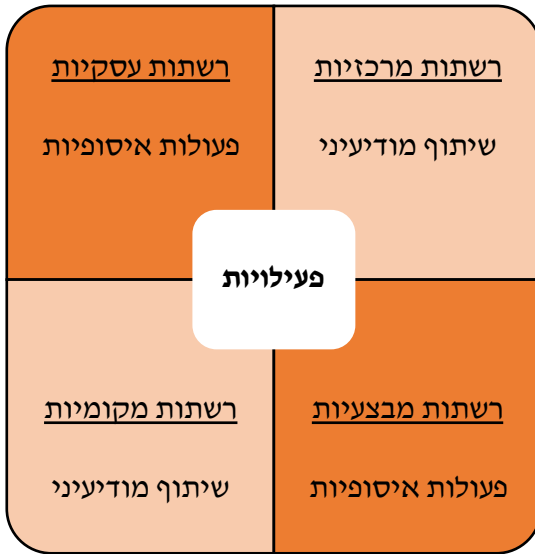 רשתות מרכזיות
שיתוף מודיעיני
רשתות עסקיות
פעולות איסופיות
פעילויות
רשתות מבצעיות
פעולות איסופיות
רשתות מקומיות
שיתוף מודיעיני